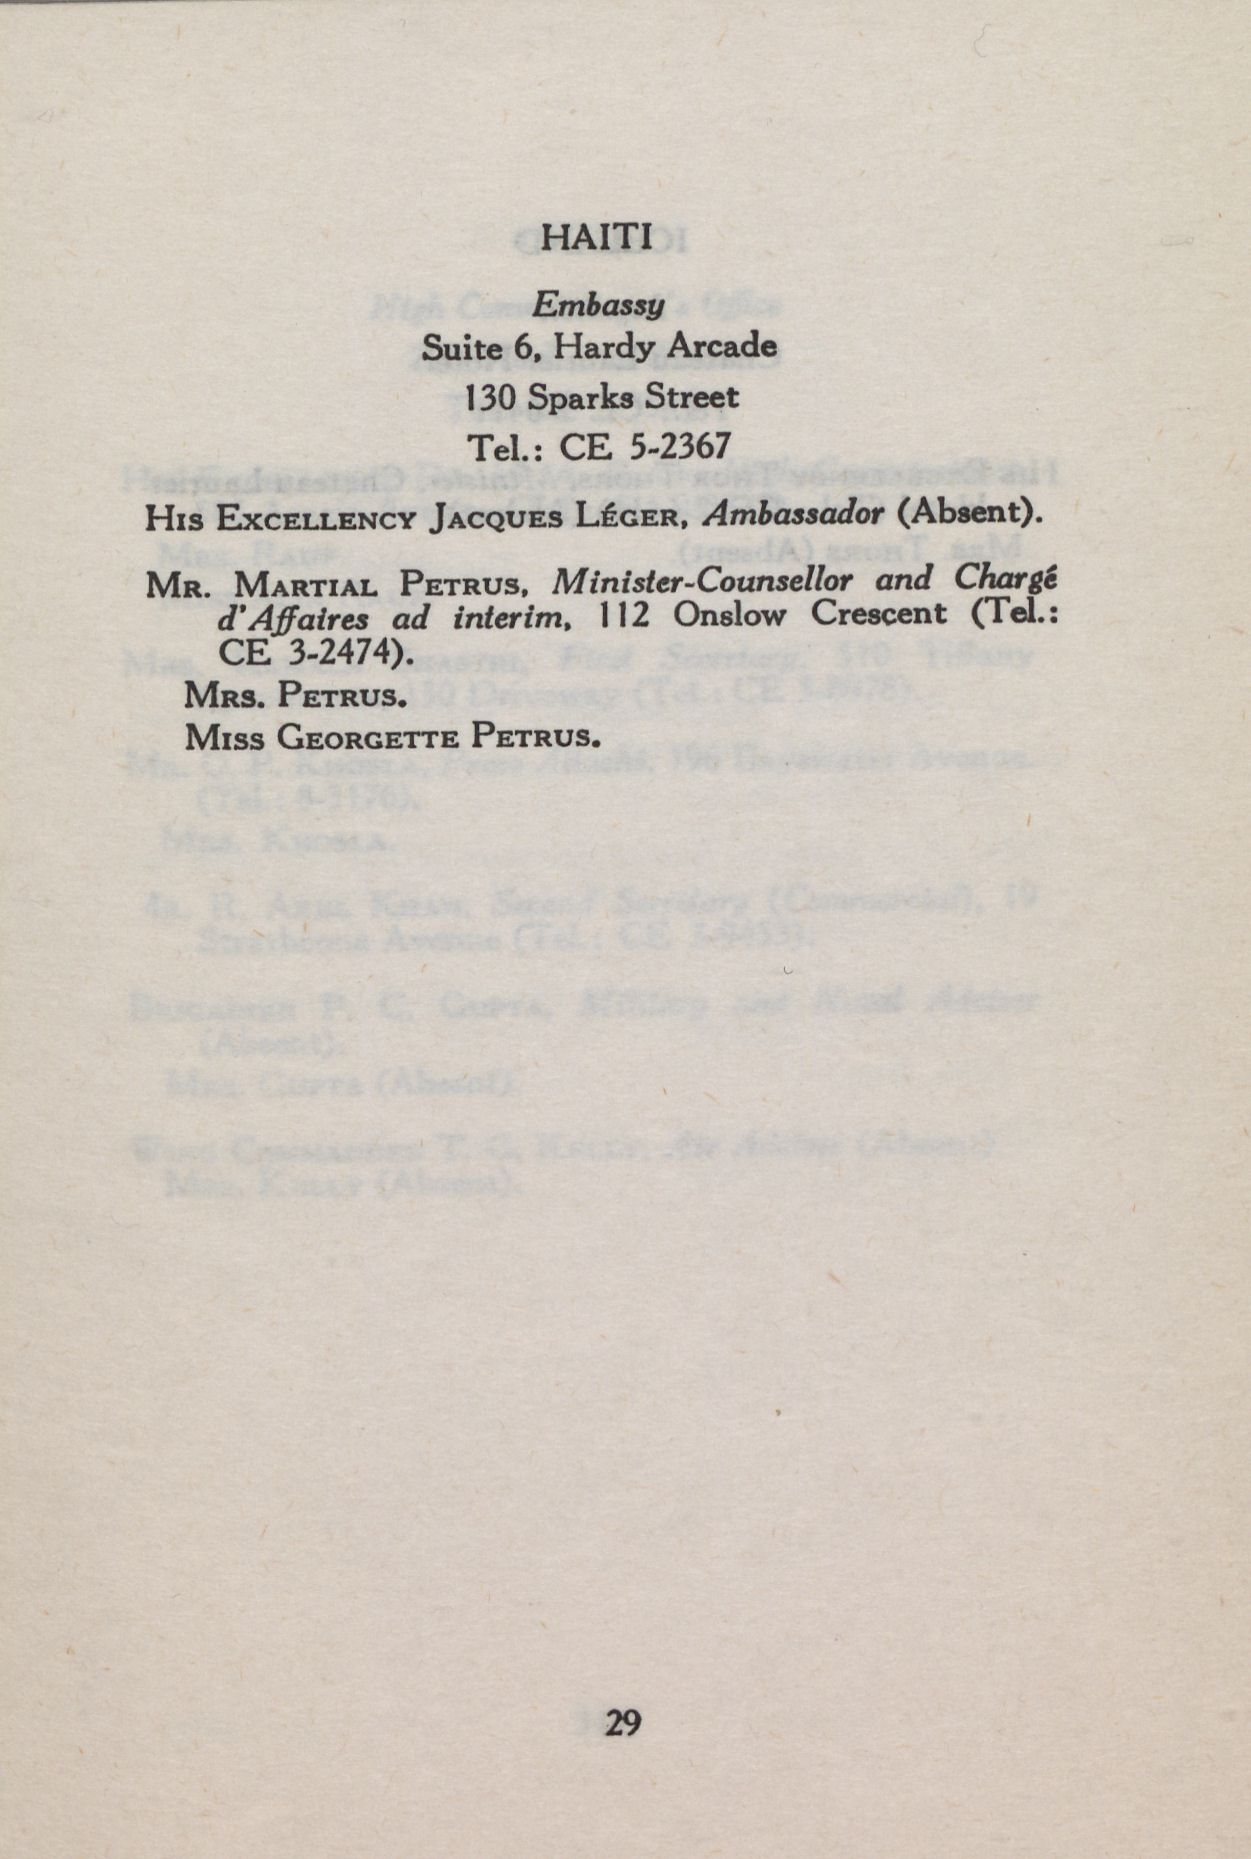 HAITI
Embassy
Suite 6, Hardy Arcade
130 Sparks Street
Tel.: CE 5-2367
His Excellency Jacques Léger, Ambassador (Absent).
Mr. Martial Petrus, Minister-Counsellor and Chargé
d'Affaires ad interim, 112 Onslow Crescent (Tel.:
CE 3-2474).
Mrs. Petrus.
Miss Georgette Petrus.
29